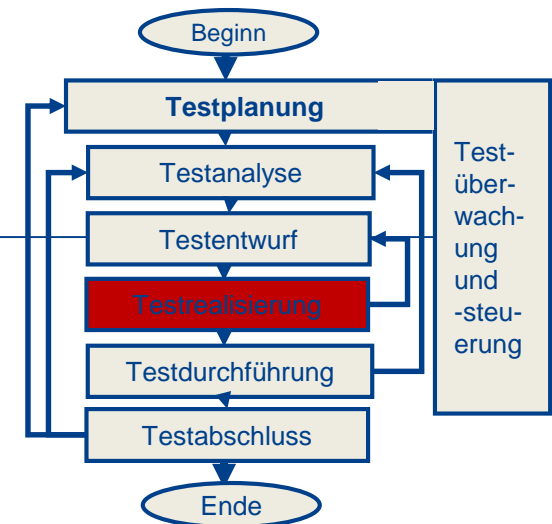 Beginn
Testplanung
Testanalyse
Testentwurf
Testrealisierung
Testdurchführung
Testabschluss
Ende
Test-
über-
wach-
ung
und
-steu-
erung